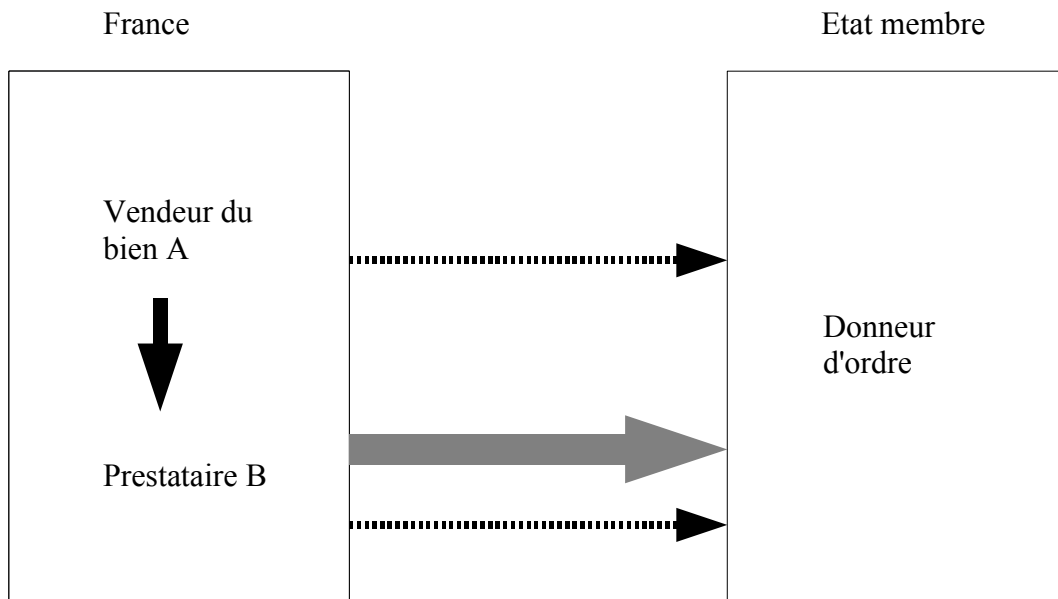 France
Etat membre
Vendeur du
bien A
Donneur
d'ordre
Prestataire B